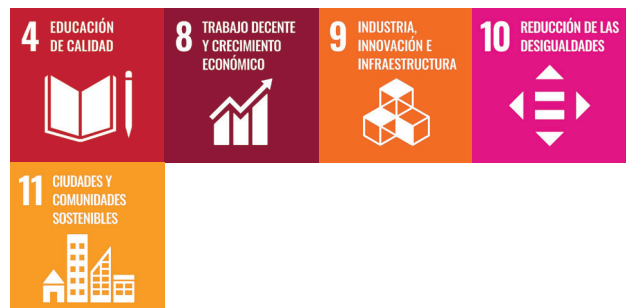 4 EDUCACIÓN
DE CALIDAD
8 TRABAJO DECENTE
Y CRECIMIENTO
ECONÓMICO
9 INDUSTRIA,
INNOVACIÓN E
INFRAESTRUCTURA
10 REDUCCIÓN DE LAS
DESIGUALDADES
11 CIUDADES Y
COMUNIDADES
SOSTENIBLES